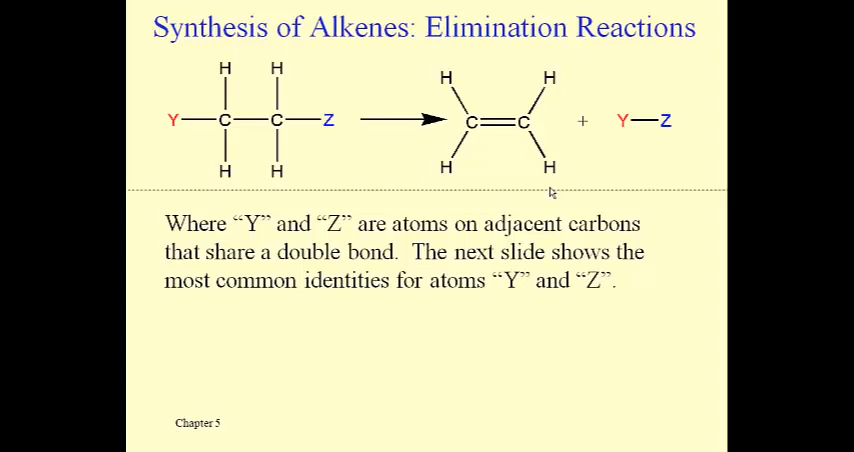 Synthesis of Alkenes: Elimination Reactions
H H H H
Y C C Z C C + Y Z
H H H H
Where “Y” and “Z” are atoms on adjacent carbons
that share a double bond. The next slide shows the
most common identities for atoms “Y” and “Z”.
Chapter 5